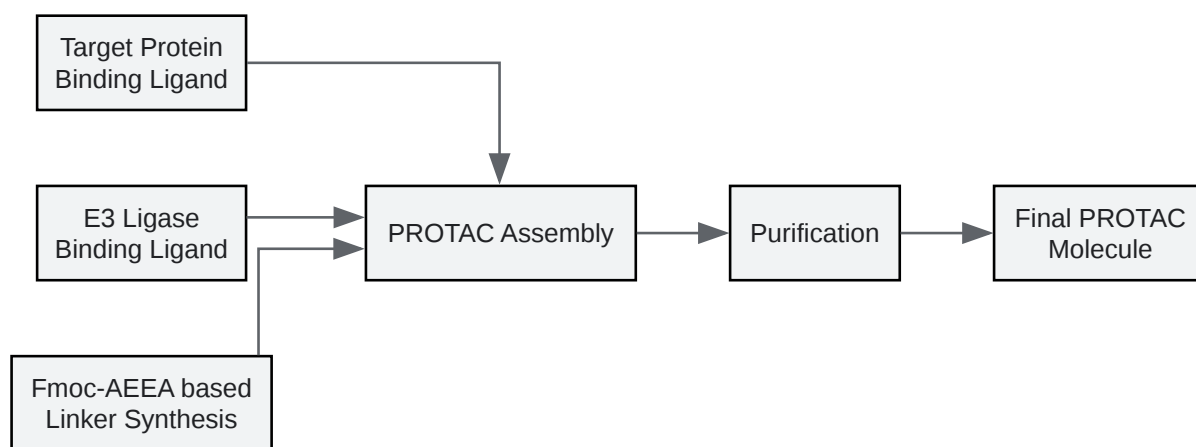 Target Protein
Binding Ligand
E3 Ligase
Binding Ligand
PROTAC Assembly
Purification
Final PROTAC
Molecule
Fmoc-AEEA based
Linker Synthesis